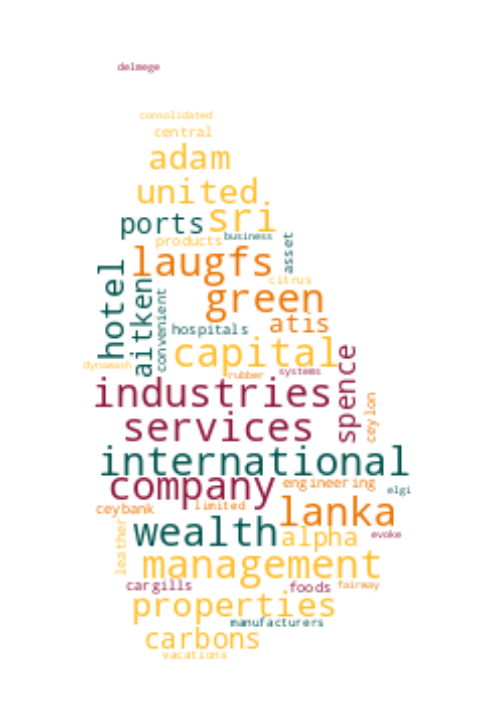 delmege
consolidated
central
adam
united
ports
sri
products
business
asset
laugfs
citrus
hotel
aitken
convenient
green
atis
hospitals
capital
dynawash
rubber
systems
industries
spence
ceylon
services
international
company
engineering
elgi
ceybank
limited
lanka
leather
wealth
alpha
evoke
management
cargills
foods
fairway
properties
manufacturers
carbons
vacations